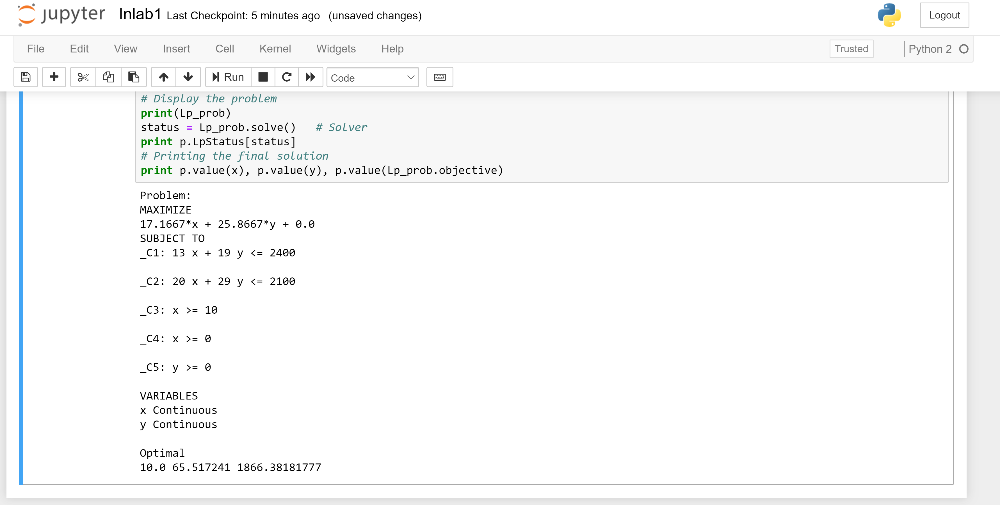 jupyter Inlab1 Last Checkpoint: 5 minutes ago (unsaved changes) Logout
File Edit View Insert Cell Kernel Widgets Help Trusted Python 2
Run Code
# Display the problem
print(Lp_prob)
status = Lp_prob.solve()   # Solver
print p.LpStatus[status]
# Printing the final solution
print p.value(x), p.value(y), p.value(Lp_prob.objective)
Problem:
MAXIMIZE
17.1667*x + 25.8667*y + 0.0
SUBJECT TO
_C1: 13 x + 19 y <= 2400
_C2: 20 x + 29 y <= 2100
_C3: x >= 10
_C4: x >= 0
_C5: y >= 0
VARIABLES
x Continuous
y Continuous
Optimal
10.0 65.517241 1866.38181777